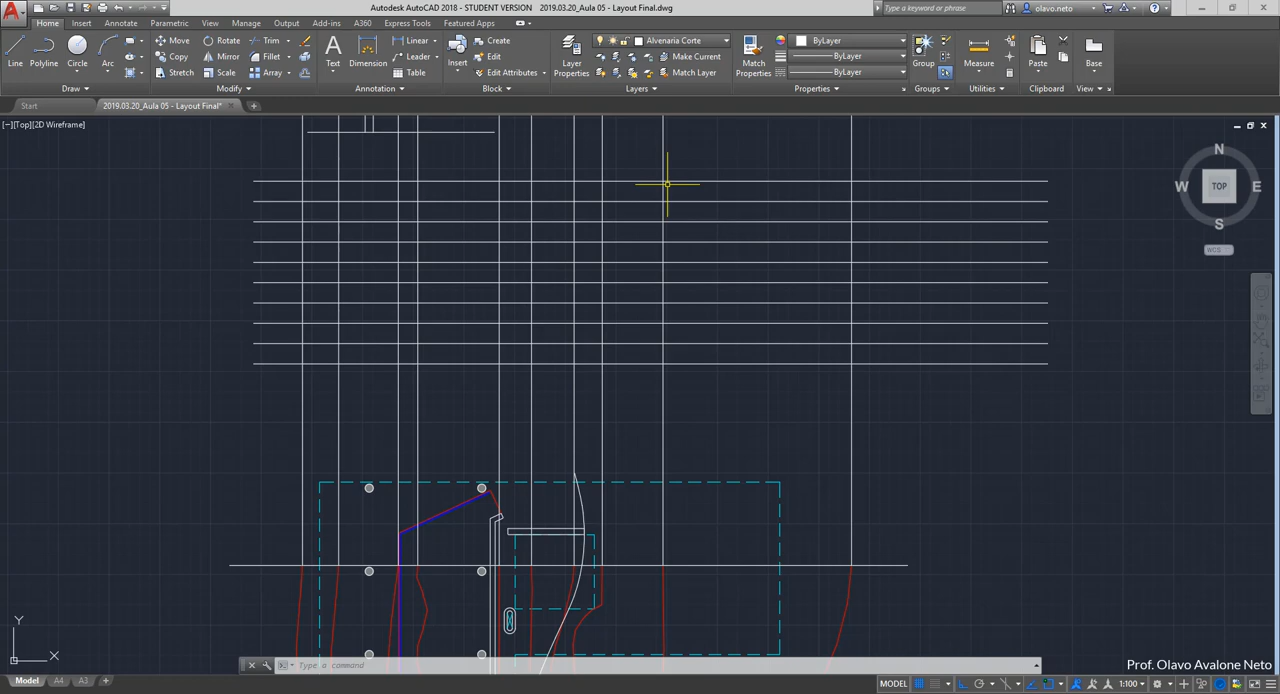 Autodesk AutoCAD 2018 - STUDENT VERSION 2019.03.20_Aula 05 - Layout Final.dwg
Type a keyword or phrase
olavo.neto
Home Insert Annotate Parametric View Manage Output Add-ins A360 Express Tools Featured Apps
Line Polyline Circle Arc
Move Rotate Trim
Copy Mirror Fillet
Stretch Scale Array
Text Dimension
Linear
Leader
Table
Insert
Create
Edit
Edit Attributes
Layer Properties
Alvenaria Corte
Make Current
Match Layer
Match Properties
ByLayer
ByLayer
ByLayer
Group
Measure
Paste
Base
Draw Modify Annotation Block Layers Properties Groups Utilities Clipboard View
Start 2019.03.20_Aula 05 - Layout Final*
[−][Top][2D Wireframe]
N
W TOP E
S
WCS
Y
X
Type a command
Prof. Olavo Avalone Neto
Model A4 A3
MODEL 1:100